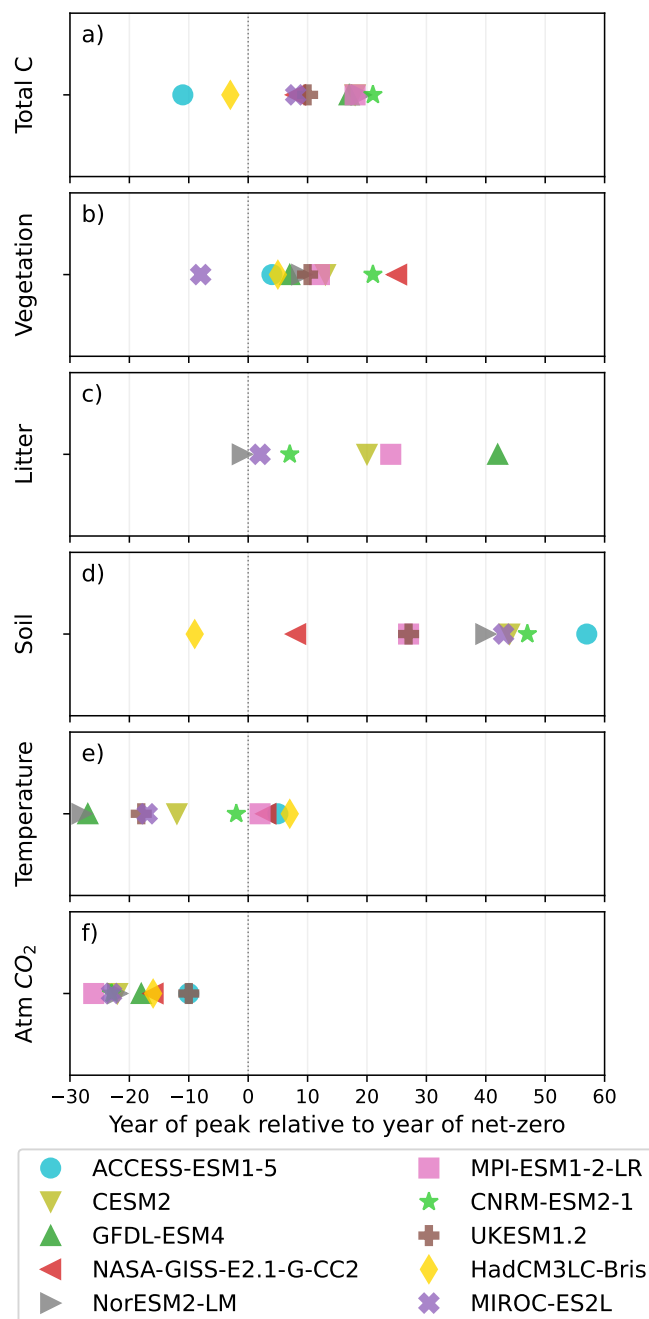 a)
Total C
b)
Vegetation
c)
Litter
d)
Soil
e)
Temperature
f)
Atm CO₂
−30 −20 −10 0 10 20 30 40 50 60
Year of peak relative to year of net-zero
ACCESS-ESM1-5 MPI-ESM1-2-LR
CESM2 CNRM-ESM2-1
GFDL-ESM4 UKESM1.2
NASA-GISS-E2.1-G-CC2 HadCM3LC-Bris
NorESM2-LM MIROC-ES2L